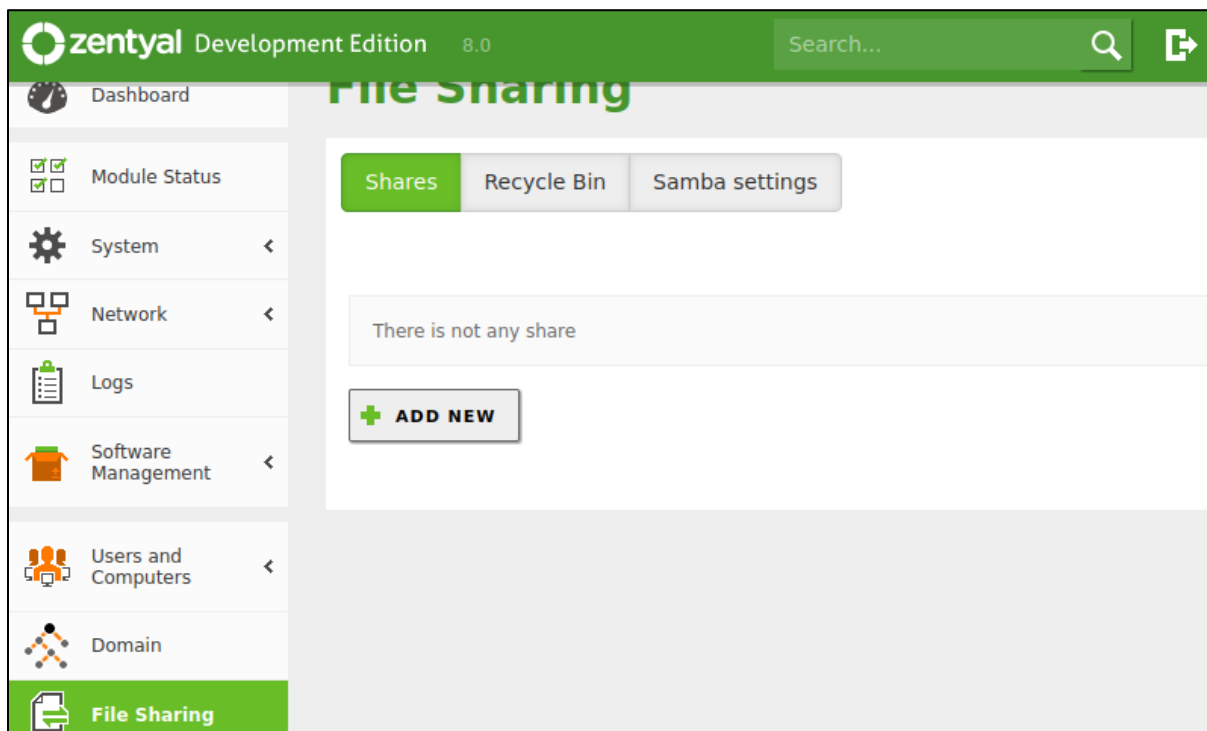 zentyal Development Edition 8.0
Search...
Dashboard
File Sharing
Module Status
Shares
Recycle Bin
Samba settings
System
Network
There is not any share
Logs
ADD NEW
Software
Management
Users and
Computers
Domain
File Sharing